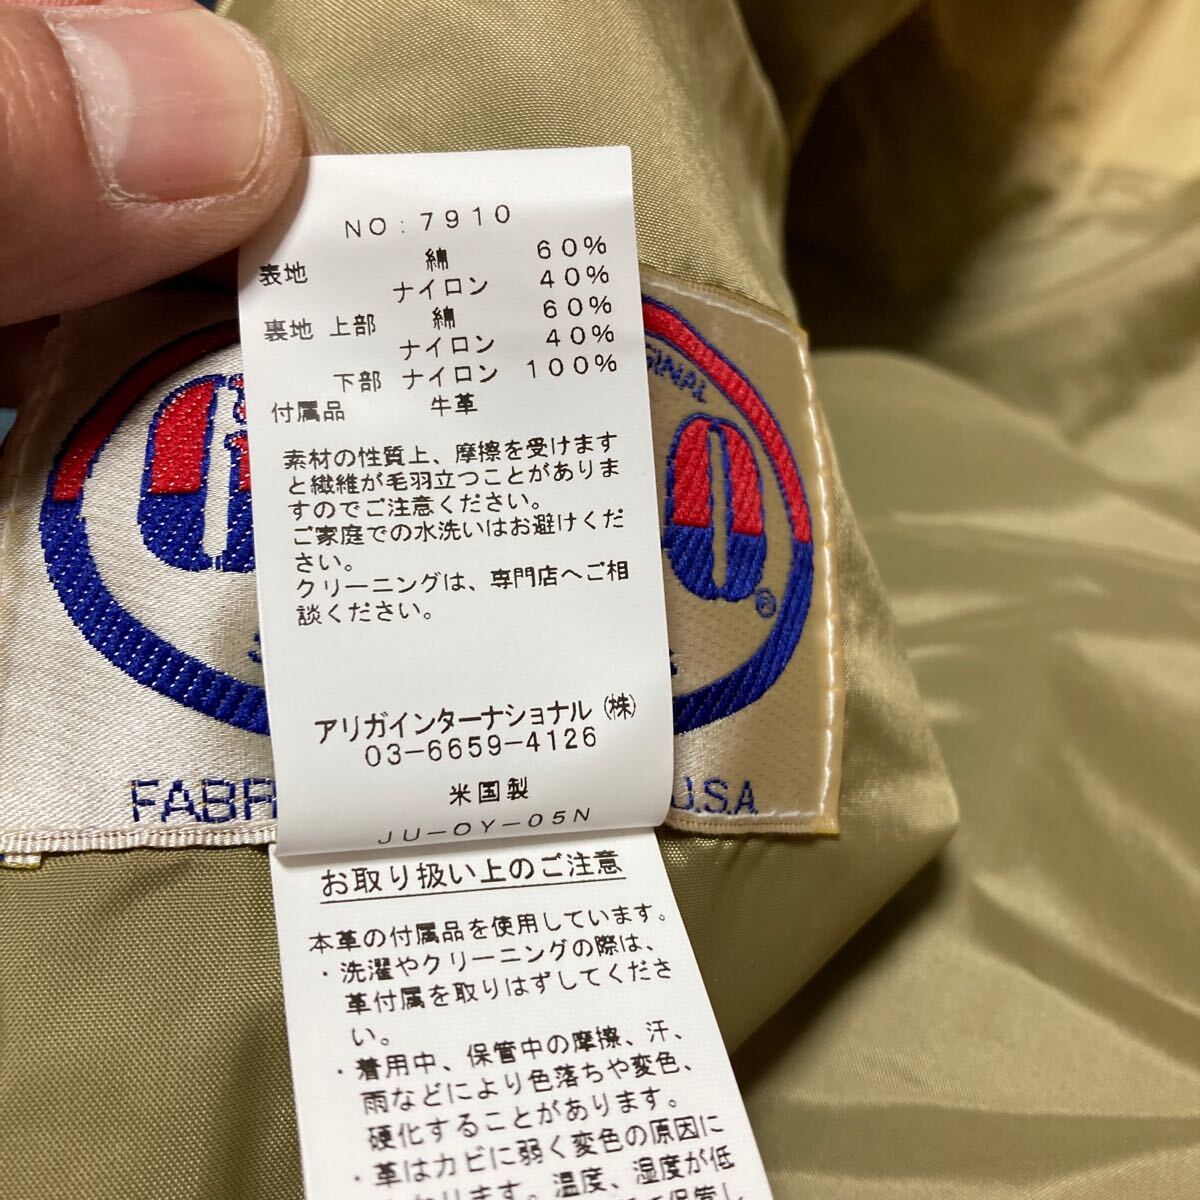 NO:7910
表地 綿 60%
ナイロン 40%
裏地 上部 綿 60%
ナイロン 40%
下部 ナイロン 100%
付属品 牛革
素材の性質上、摩擦を受けます
と繊維が毛羽立つことがありま
すのでご注意ください。
ご家庭での水洗いはお避けくだ
さい。
クリーニングは、専門店へご相
談ください。
アリガインターナショナル㈱
03-6659-4126
米国製
JU-OY-05N
お取り扱い上のご注意
本革の付属品を使用しています。
・洗濯やクリーニングの際は、
革付属を取りはずしてくださ
い。
・着用中、保管中の摩擦、汗、
雨などにより色落ちや変色、
硬化することがあります。
・革はカビに弱く変色の原因に
なります。温度、湿度が低
U.S.A
®